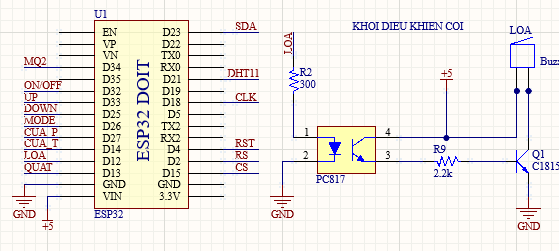 U1
ESP32 DOIT
EN
VP
VN
D34
D35
D32
D33
D25
D26
D27
D14
D12
D13
GND
VIN
D23
D22
TX0
RX0
D21
D19
D18
D5
TX2
RX2
D4
D2
D15
GND
3.3V
ESP32
MQ2
ON/OFF
UP
DOWN
MODE
CUA_P
CUA_T
LOA
QUAT
GND
+5
SDA
DHT11
CLK
RST
RS
CS
KHOI DIEU KHIEN COI
LOA
R2
300
1
2
4
3
PC817
GND
+5
R9
2.2k
LOA
Buzz
Q1
C1815
GND